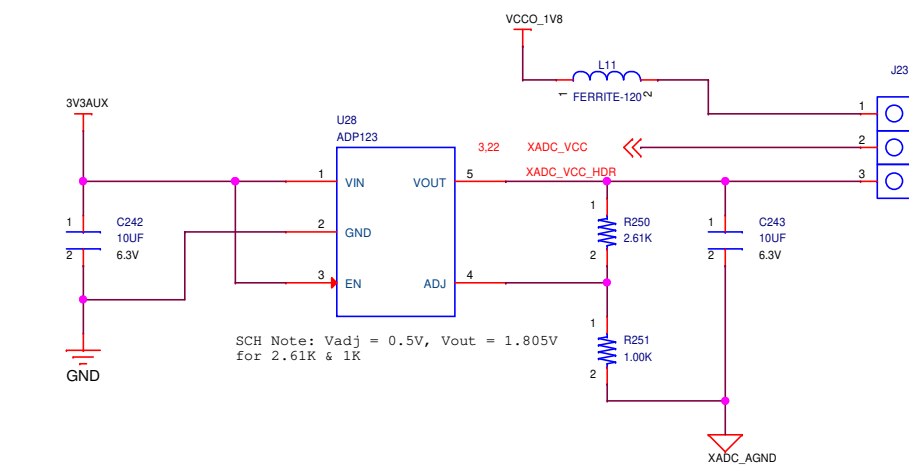 VCCO_1V8
L11
1 FERRITE-120 2
J23
1
2
3
3V3AUX
U28
ADP123
3,22 XADC_VCC
XADC_VCC_HDR
1 VIN
VOUT 5
2 GND
3 EN
ADJ 4
1 C242
10UF
2 6.3V
1 R250
2.61K
2
1 C243
10UF
2 6.3V
1 R251
1.00K
2
SCH Note: Vadj = 0.5V, Vout = 1.805V
for 2.61K & 1K
GND
XADC_AGND